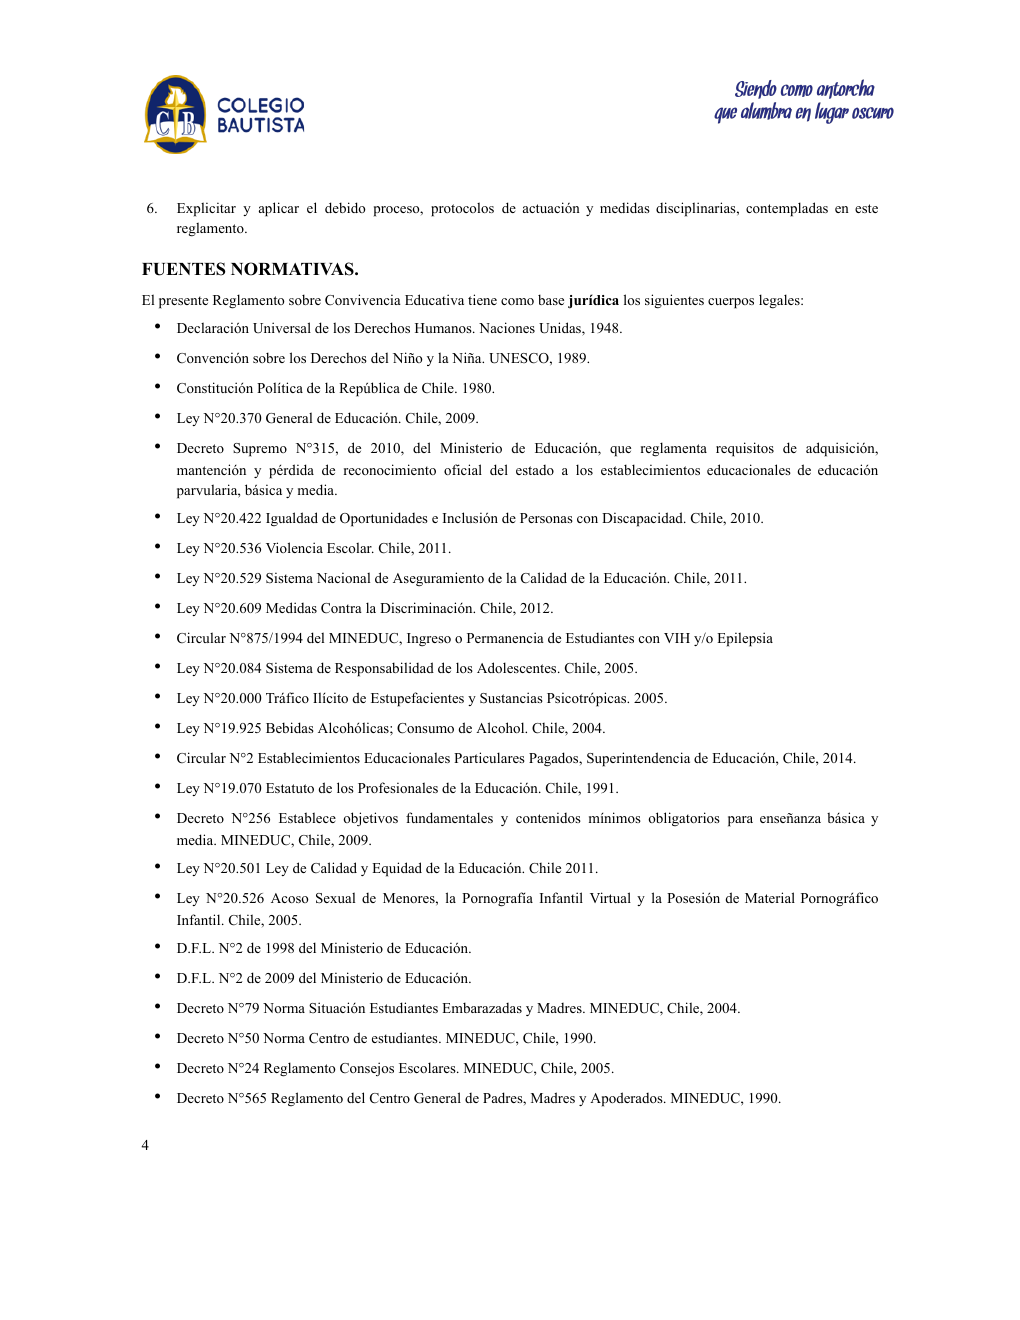 COLEGIO
BAUTISTA
CB
Siendo como antorcha
que alumbra en lugar oscuro
6. Explicitar y aplicar el debido proceso, protocolos de actuación y medidas disciplinarias, contempladas en este
reglamento.
FUENTES NORMATIVAS.
El presente Reglamento sobre Convivencia Educativa tiene como base jurídica los siguientes cuerpos legales:
• Declaración Universal de los Derechos Humanos. Naciones Unidas, 1948.
• Convención sobre los Derechos del Niño y la Niña. UNESCO, 1989.
• Constitución Política de la República de Chile. 1980.
• Ley N°20.370 General de Educación. Chile, 2009.
• Decreto Supremo N°315, de 2010, del Ministerio de Educación, que reglamenta requisitos de adquisición,
mantención y pérdida de reconocimiento oficial del estado a los establecimientos educacionales de educación
parvularia, básica y media.
• Ley N°20.422 Igualdad de Oportunidades e Inclusión de Personas con Discapacidad. Chile, 2010.
• Ley N°20.536 Violencia Escolar. Chile, 2011.
• Ley N°20.529 Sistema Nacional de Aseguramiento de la Calidad de la Educación. Chile, 2011.
• Ley N°20.609 Medidas Contra la Discriminación. Chile, 2012.
• Circular N°875/1994 del MINEDUC, Ingreso o Permanencia de Estudiantes con VIH y/o Epilepsia
• Ley N°20.084 Sistema de Responsabilidad de los Adolescentes. Chile, 2005.
• Ley N°20.000 Tráfico Ilícito de Estupefacientes y Sustancias Psicotrópicas. 2005.
• Ley N°19.925 Bebidas Alcohólicas; Consumo de Alcohol. Chile, 2004.
• Circular N°2 Establecimientos Educacionales Particulares Pagados, Superintendencia de Educación, Chile, 2014.
• Ley N°19.070 Estatuto de los Profesionales de la Educación. Chile, 1991.
• Decreto N°256 Establece objetivos fundamentales y contenidos mínimos obligatorios para enseñanza básica y
media. MINEDUC, Chile, 2009.
• Ley N°20.501 Ley de Calidad y Equidad de la Educación. Chile 2011.
• Ley N°20.526 Acoso Sexual de Menores, la Pornografía Infantil Virtual y la Posesión de Material Pornográfico
Infantil. Chile, 2005.
• D.F.L. N°2 de 1998 del Ministerio de Educación.
• D.F.L. N°2 de 2009 del Ministerio de Educación.
• Decreto N°79 Norma Situación Estudiantes Embarazadas y Madres. MINEDUC, Chile, 2004.
• Decreto N°50 Norma Centro de estudiantes. MINEDUC, Chile, 1990.
• Decreto N°24 Reglamento Consejos Escolares. MINEDUC, Chile, 2005.
• Decreto N°565 Reglamento del Centro General de Padres, Madres y Apoderados. MINEDUC, 1990.
4